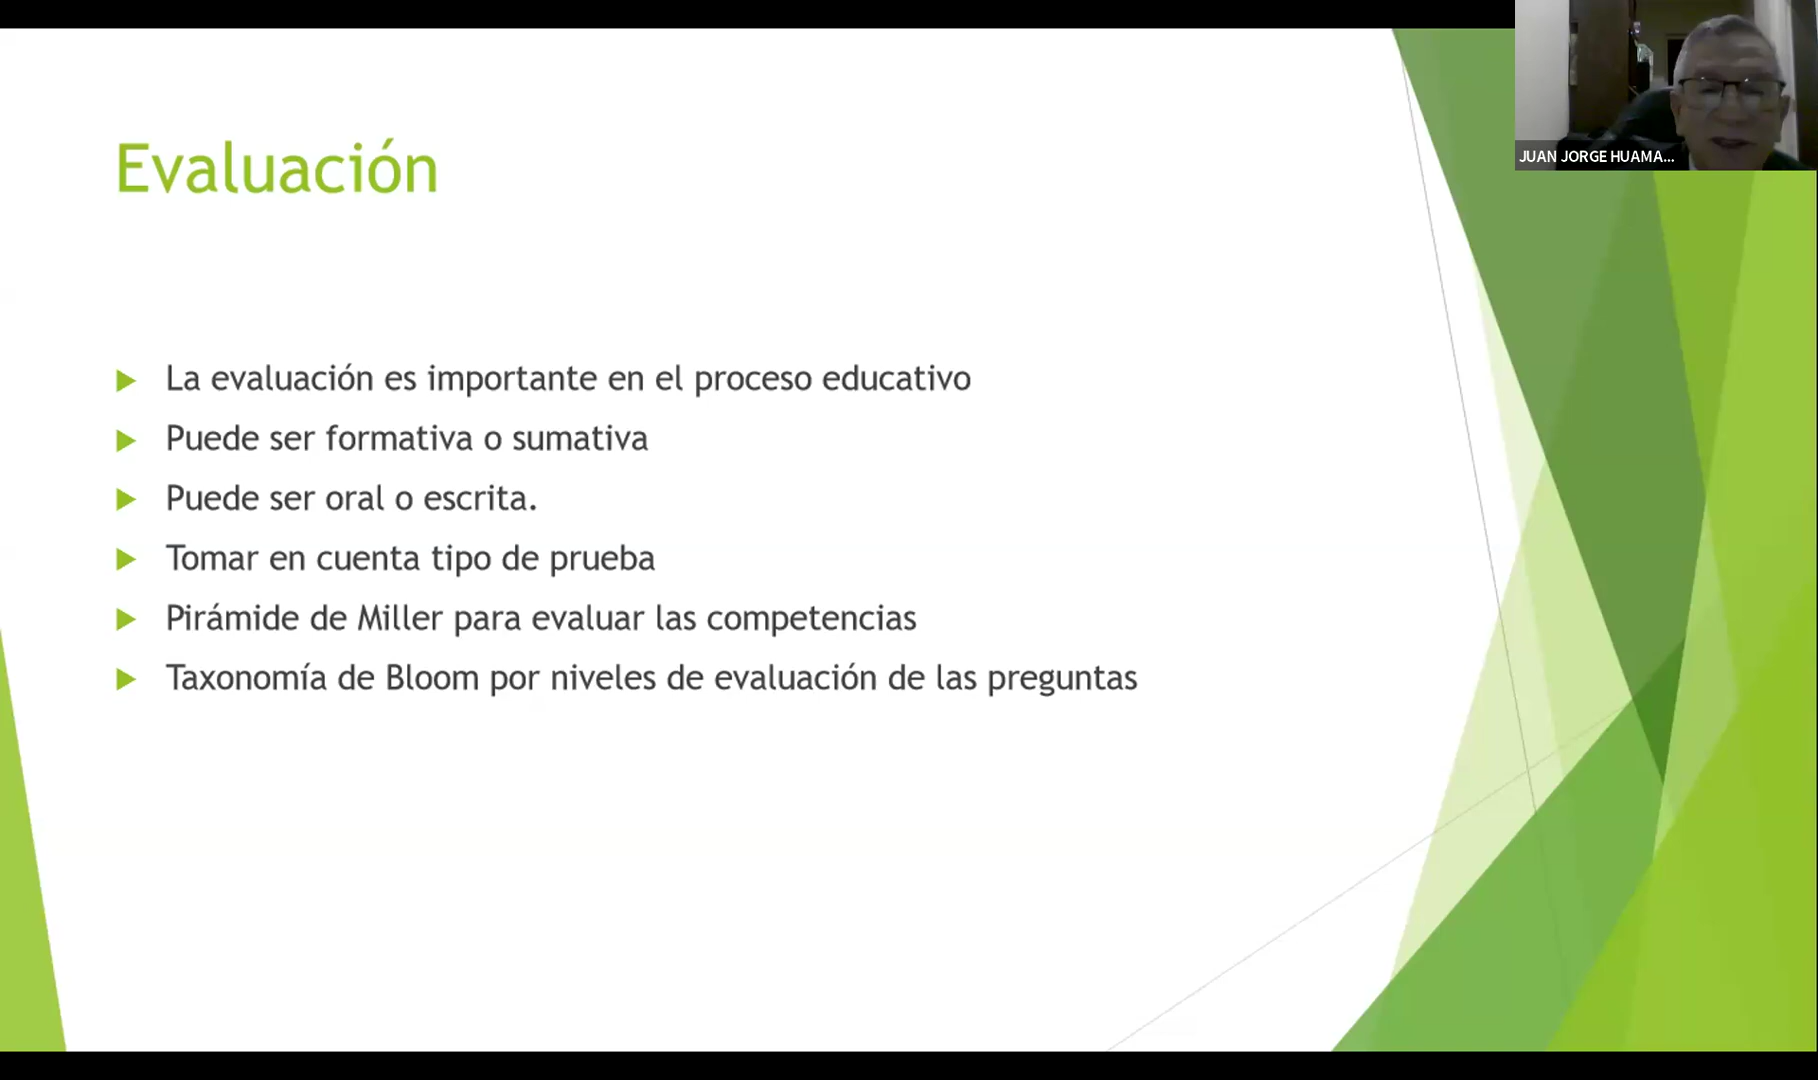 JUAN JORGE HUAMA...
Evaluación
La evaluación es importante en el proceso educativo
Puede ser formativa o sumativa
Puede ser oral o escrita.
Tomar en cuenta tipo de prueba
Pirámide de Miller para evaluar las competencias
Taxonomía de Bloom por niveles de evaluación de las preguntas